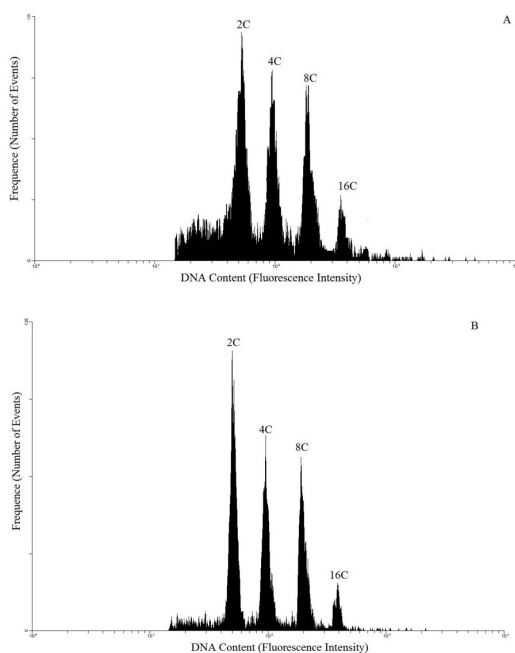 A
2C
4C
8C
16C
Frequence (Number of Events)
DNA Content (Fluorescence Intensity)
B
2C
4C
8C
16C
Frequence (Number of Events)
DNA Content (Fluorescence Intensity)